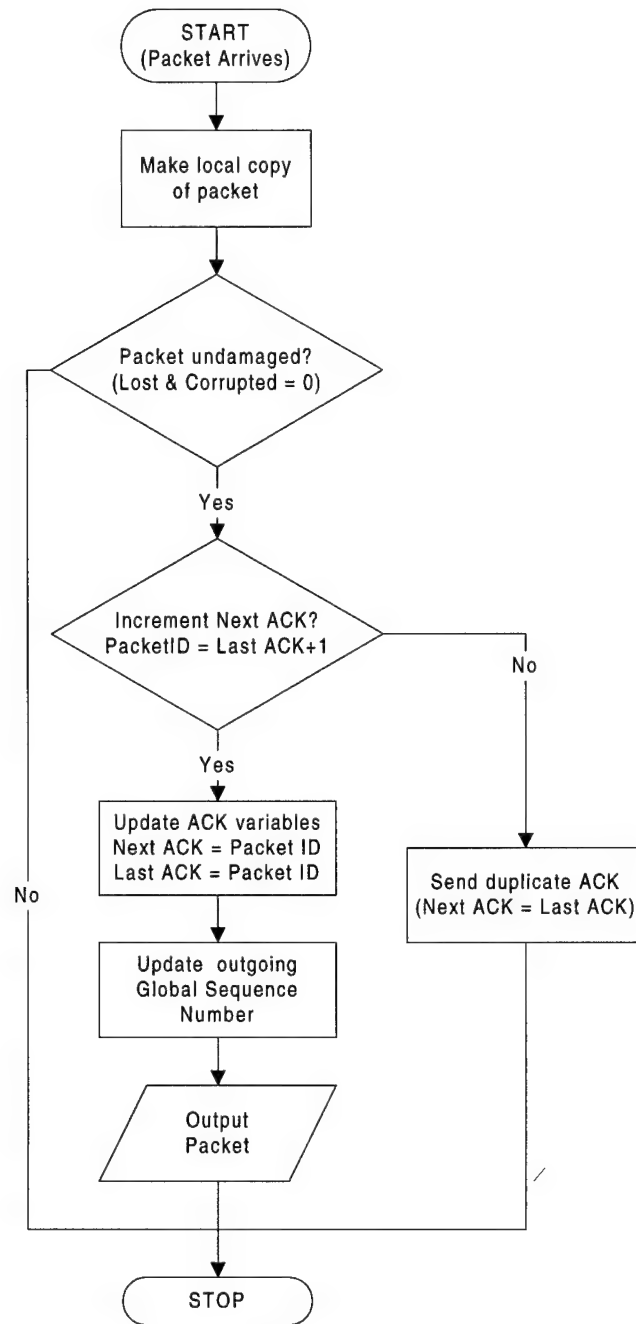 START
(Packet Arrives)
Make local copy
of packet
Packet undamaged?
(Lost & Corrupted = 0)
Yes
Increment Next ACK?
PacketID = Last ACK+1
No
Yes
Update ACK variables
Next ACK = Packet ID
Last ACK = Packet ID
Send duplicate ACK
(Next ACK = Last ACK)
No
Update outgoing
Global Sequence
Number
Output
Packet
STOP